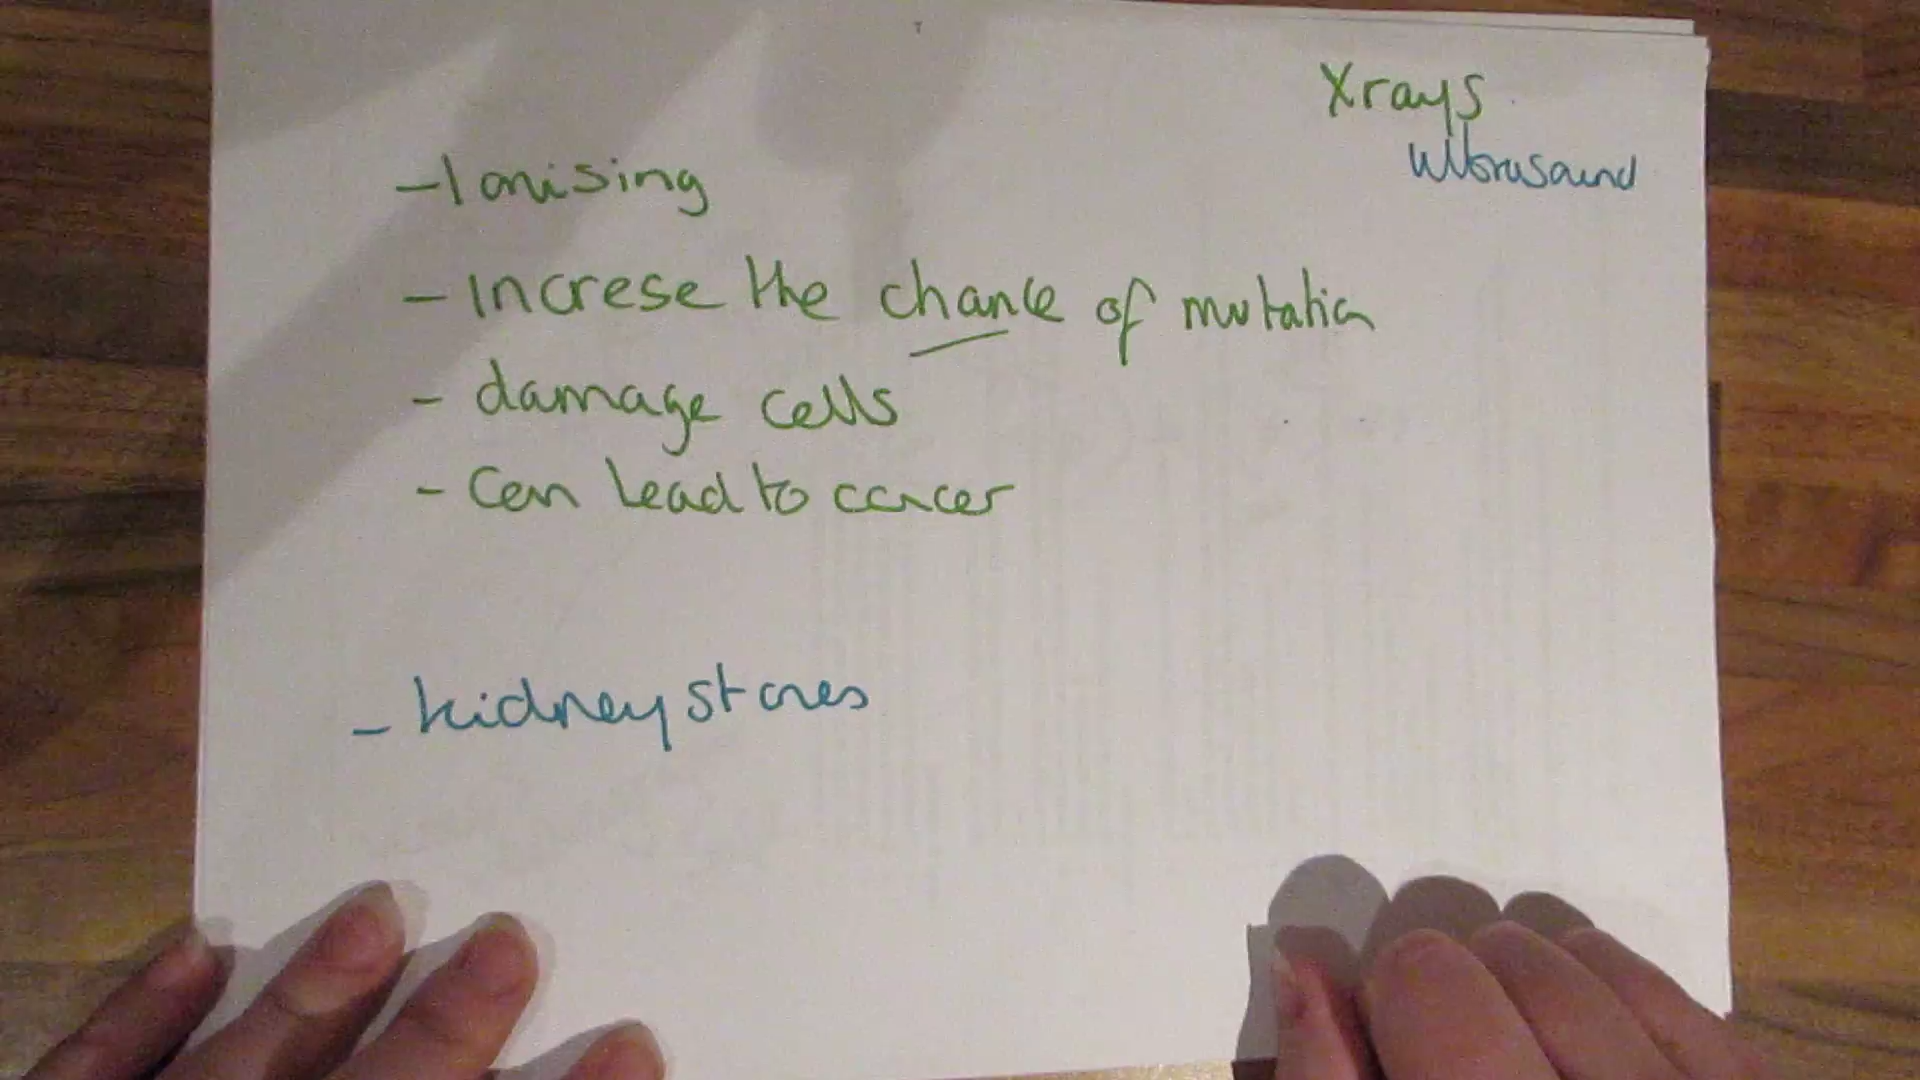 Xrays
Ultrasound
- Ionising
- Increse the chance of mutation
- damage cells
- Can lead to cancer
- kidney stones